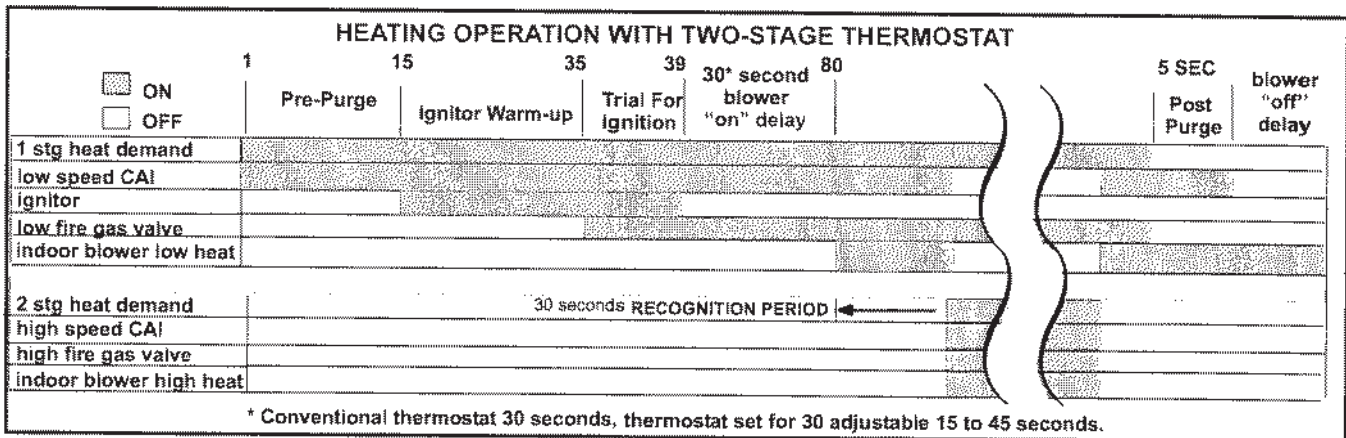 HEATING OPERATION WITH TWO-STAGE THERMOSTAT
1 15 35 39 80 5 SEC
ON
OFF
Pre-Purge
Ignitor Warm-up
Trial For
Ignition
30* second
blower
"on" delay
Post
Purge
blower
"off"
delay
1 stg heat demand
low speed CAI
ignitor
low fire gas valve
indoor blower low heat
2 stg heat demand
30 seconds RECOGNITION PERIOD
high speed CAI
high fire gas valve
indoor blower high heat
* Conventional thermostat 30 seconds, thermostat set for 30 adjustable 15 to 45 seconds.